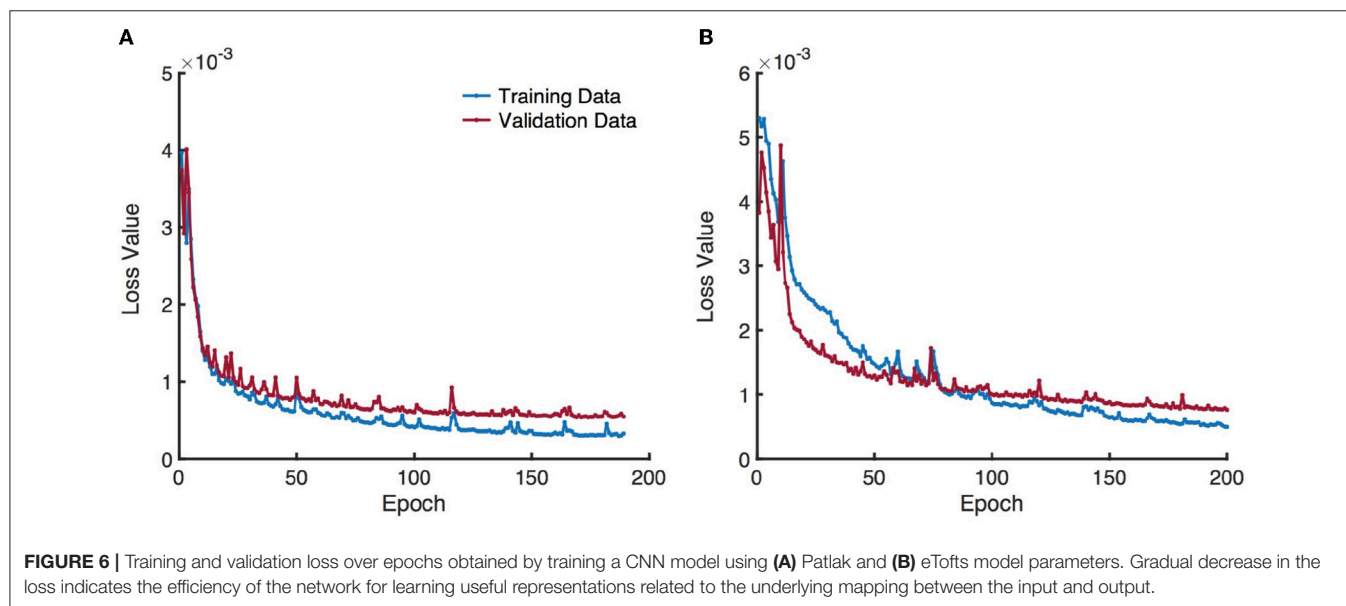 A
×10-3
5
4
3
2
1
0
Loss Value
0 50 100 150 200
Epoch
Training Data
Validation Data
B
×10-3
6
5
4
3
2
1
0
Loss Value
0 50 100 150 200
Epoch
FIGURE 6 | Training and validation loss over epochs obtained by training a CNN model using (A) Patlak and (B) eTofts model parameters. Gradual decrease in the
loss indicates the efficiency of the network for learning useful representations related to the underlying mapping between the input and output.